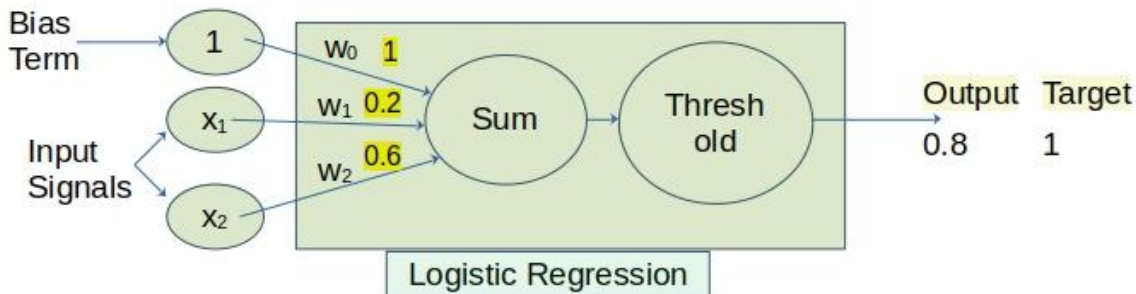 Bias
Term
1
w₀ 1
x₁
w₁ 0.2
Input
Signals
x₂
w₂ 0.6
Sum
Thresh
old
Output Target
0.8 1
Logistic Regression